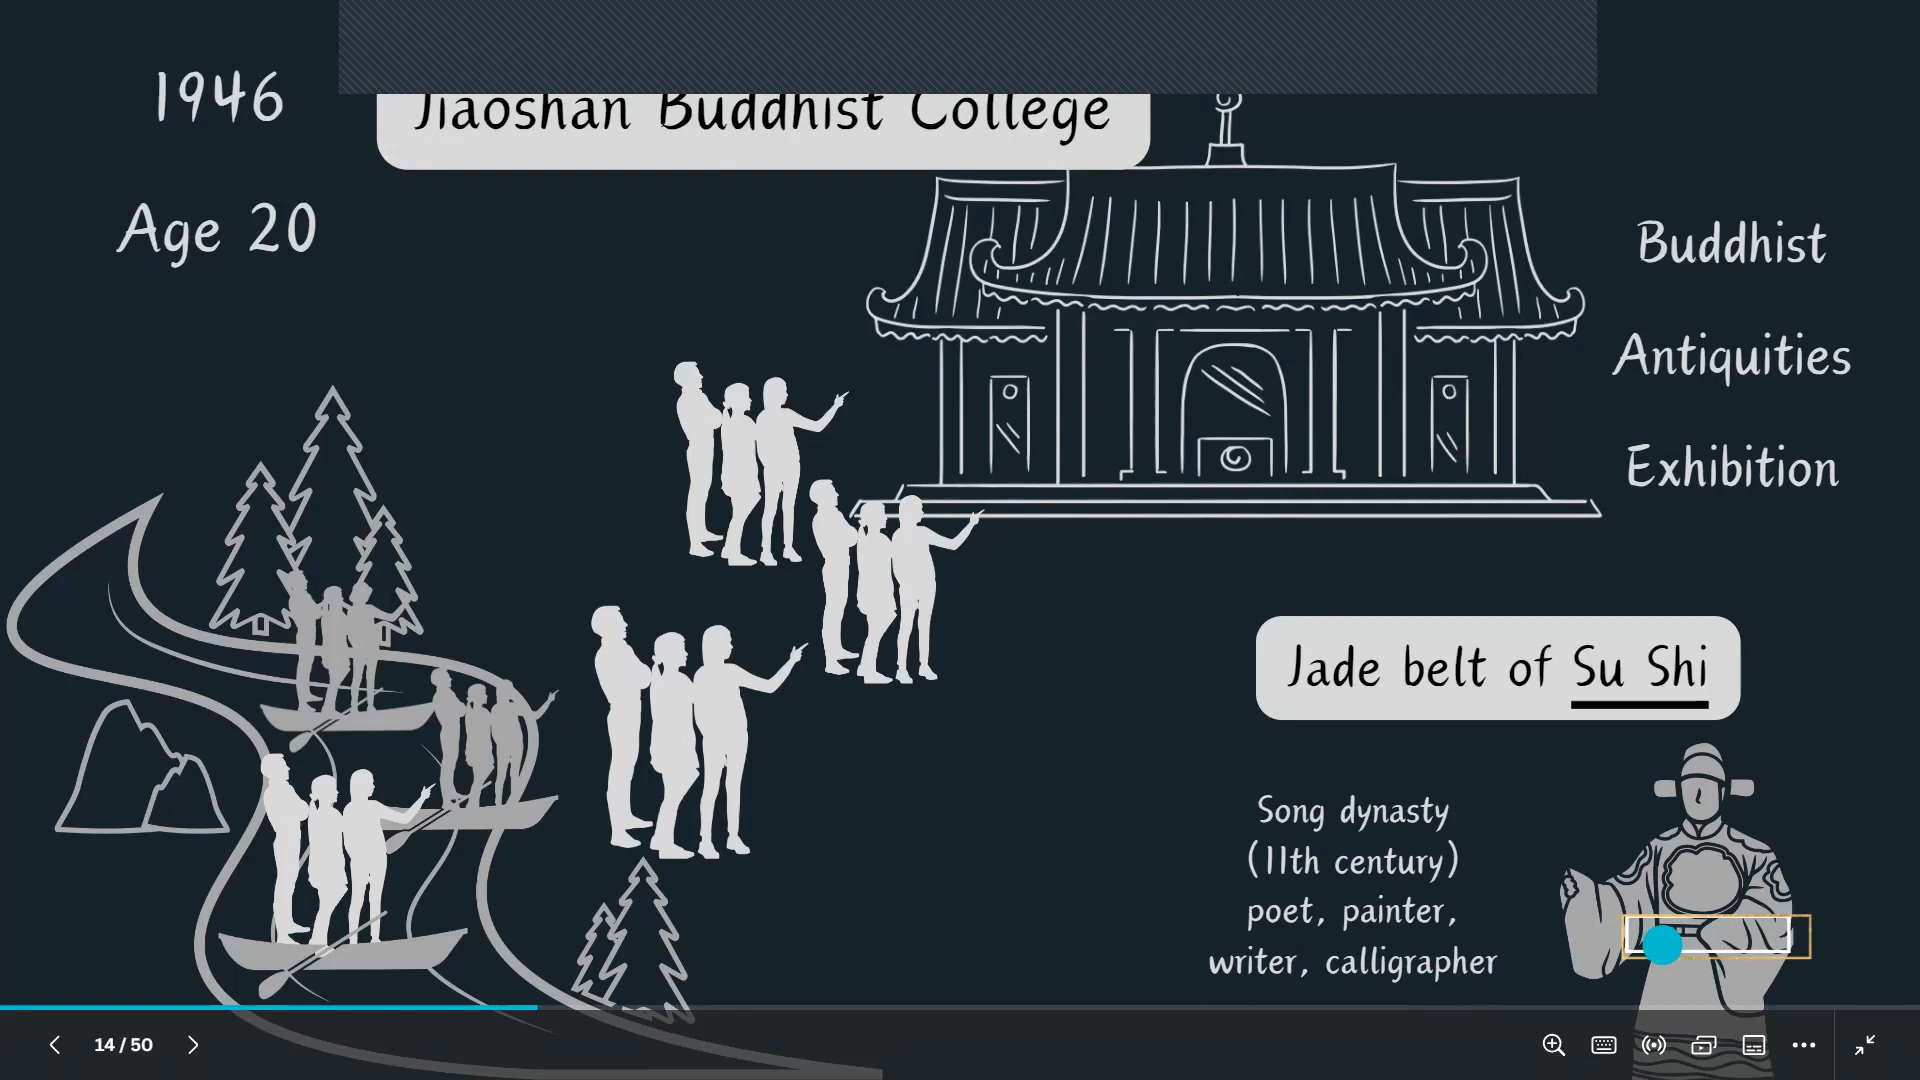 1946
Jiaoshan Buddhist College
Age 20
Buddhist
Antiquities
Exhibition
Jade belt of Su Shi
Song dynasty
(11th century)
poet, painter,
writer, calligrapher
14 / 50